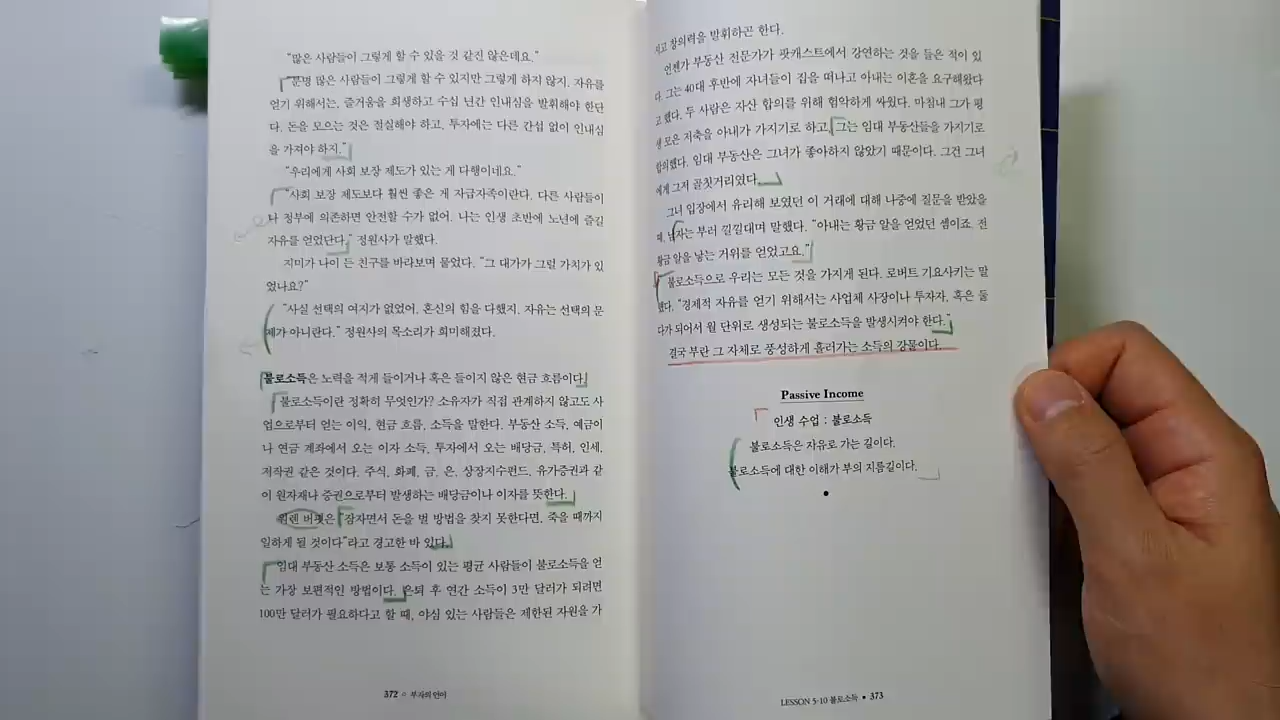 “많은 사람들이 그렇게 할 수 있을 것 같진 않은데요.”
“분명 많은 사람들이 그렇게 할 수 있지만 그렇게 하지 않지. 자유를
얻기 위해서는, 즐거움을 희생하고 수십 년간 인내심을 발휘해야 한단
다. 돈을 모으는 것은 절실해야 하고, 투자에는 다른 간섭 없이 인내심
을 가져야 하지.”
“우리에게 사회 보장 제도가 있는 게 다행이네요.”
“사회 보장 제도보다 훨씬 좋은 게 자급자족이란다. 다른 사람들이
나 정부에 의존하면 안전할 수가 없어. 나는 인생 초반에 노년에 즐길
자유를 얻었단다.” 정원사가 말했다.
지미가 나이 든 친구를 바라보며 물었다. “그 대가가 그럴 가치가 있
었나요?”
“사실 선택의 여지가 없었어. 혼신의 힘을 다했지. 자유는 선택의 문
제가 아니란다.” 정원사의 목소리가 희미해졌다.
불로소득은 노력을 적게 들이거나 혹은 들이지 않은 현금 흐름이다.
불로소득이란 정확히 무엇인가? 소유자가 직접 관계하지 않고도 사
업으로부터 얻는 이익, 현금 흐름, 소득을 말한다. 부동산 소득, 예금이
나 연금 계좌에서 오는 이자 소득, 투자에서 오는 배당금, 특허, 인세,
저작권 같은 것이다. 주식, 화폐, 금, 은, 상장지수펀드, 유가증권과 같
이 원자재나 증권으로부터 발생하는 배당금이나 이자를 뜻한다.
워렌 버핏은 “잠자면서 돈을 벌 방법을 찾지 못한다면, 죽을 때까지
일하게 될 것이다”라고 경고한 바 있다.
임대 부동산 소득은 보통 소득이 있는 평균 사람들이 불로소득을 얻
는 가장 보편적인 방법이다. 은퇴 후 연간 소득이 3만 달러가 되려면
100만 달러가 필요하다고 할 때, 야심 있는 사람들은 제한된 자원을 가
372 ○ 부자의 언어
지고 창의력을 발휘하곤 한다.
언젠가 부동산 전문가가 팟캐스트에서 강연하는 것을 들은 적이 있
다. 그는 40대 후반에 자녀들이 집을 떠나고 아내는 이혼을 요구해왔다
고 했다. 두 사람은 자산 합의를 위해 험악하게 싸웠다. 마침내 그가 평
생 모은 저축을 아내가 가지기로 하고, 그는 임대 부동산들을 가지기로
합의했다. 임대 부동산은 그녀가 좋아하지 않았기 때문이다. 그건 그녀
에게 그저 골칫거리였다.
그녀 입장에서 유리해 보였던 이 거래에 대해 나중에 질문을 받았을
때, 남자는 부러 낄낄대며 말했다. “아내는 황금 알을 얻었던 셈이죠. 전
황금 알을 낳는 거위를 얻었고요.”
불로소득으로 우리는 모든 것을 가지게 된다. 로버트 기요사키는 말
했다. “경제적 자유를 얻기 위해서는 사업체 사장이나 투자자, 혹은 둘
다가 되어서 월 단위로 생성되는 불로소득을 발생시켜야 한다.”
결국 부란 그 자체로 풍성하게 흘러가는 소득의 강물이다.
Passive Income
인생 수업 : 불로소득
불로소득은 자유로 가는 길이다.
불로소득에 대한 이해가 부의 지름길이다.
LESSON 5-10 불로소득 • 373